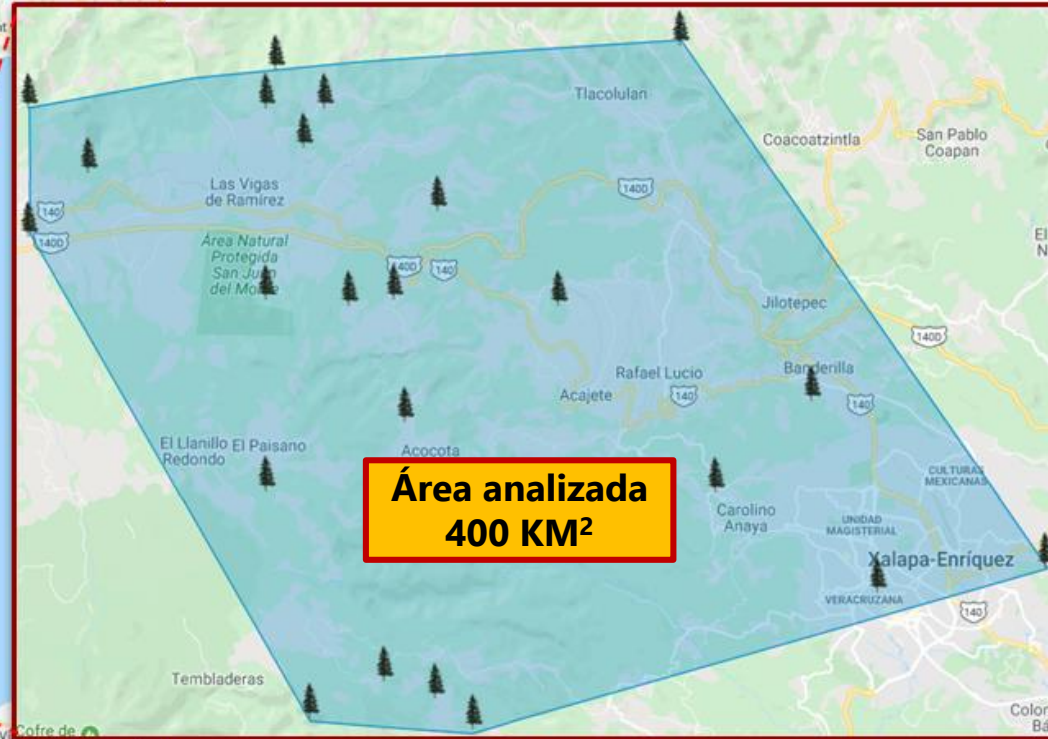 Tlacolulan
Coacoatzintla
San Pablo
Coapan
140D
Las Vigas
de Ramírez
140
140D
Área Natural
Protegida
San Juan
del Monte
140D
140
Jilotepec
140D
Banderilla
Rafael Lucio
140
140
Acajete
El Llanillo
Redondo
El Paisano
Acocota
Área analizada
400 KM²
CULTURAS
MEXICANAS
Carolino
Anaya
UNIDAD
MAGISTERIAL
Xalapa-Enríquez
VERACRUZANA
140
Tembladeras
Cofre de